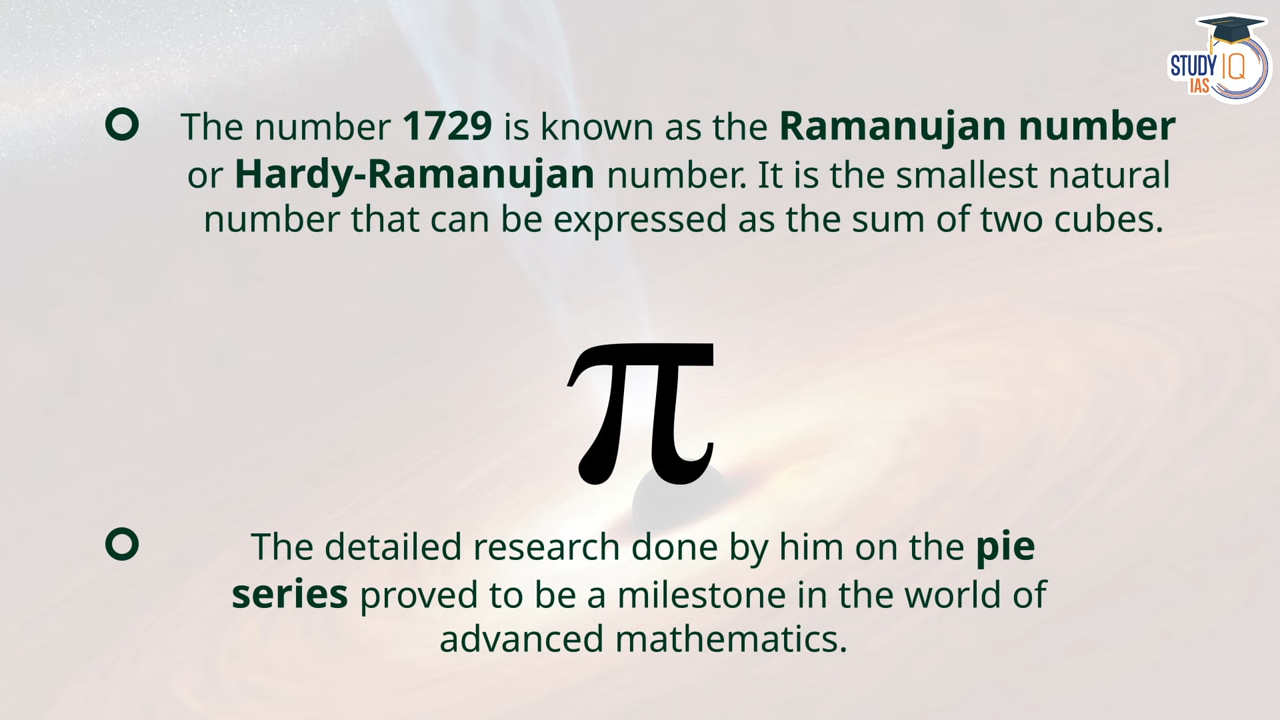 STUDY IQ
IAS
The number 1729 is known as the Ramanujan number
or Hardy-Ramanujan number. It is the smallest natural
number that can be expressed as the sum of two cubes.
π
The detailed research done by him on the pie
series proved to be a milestone in the world of
advanced mathematics.